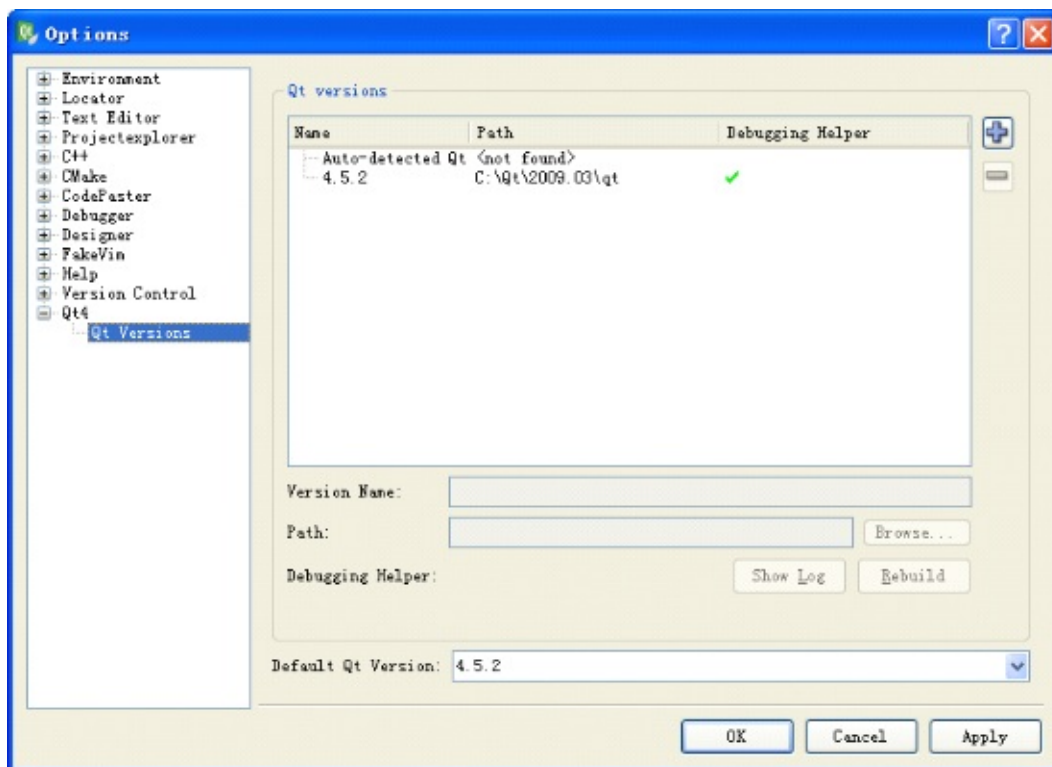 Options
Environment
Locator
Text Editor
Projectexplorer
C++
CMake
CodePaster
Debugger
Designer
FakeVim
Help
Version Control
Qt4
Qt Versions
Qt versions
Name Path Debugging Helper
Auto-detected Qt <not found>
4.5.2 C:\Qt\2009.03\qt
Version Name:
Path: Browse...
Debugging Helper: Show Log Rebuild
Default Qt Version: 4.5.2
OK Cancel Apply